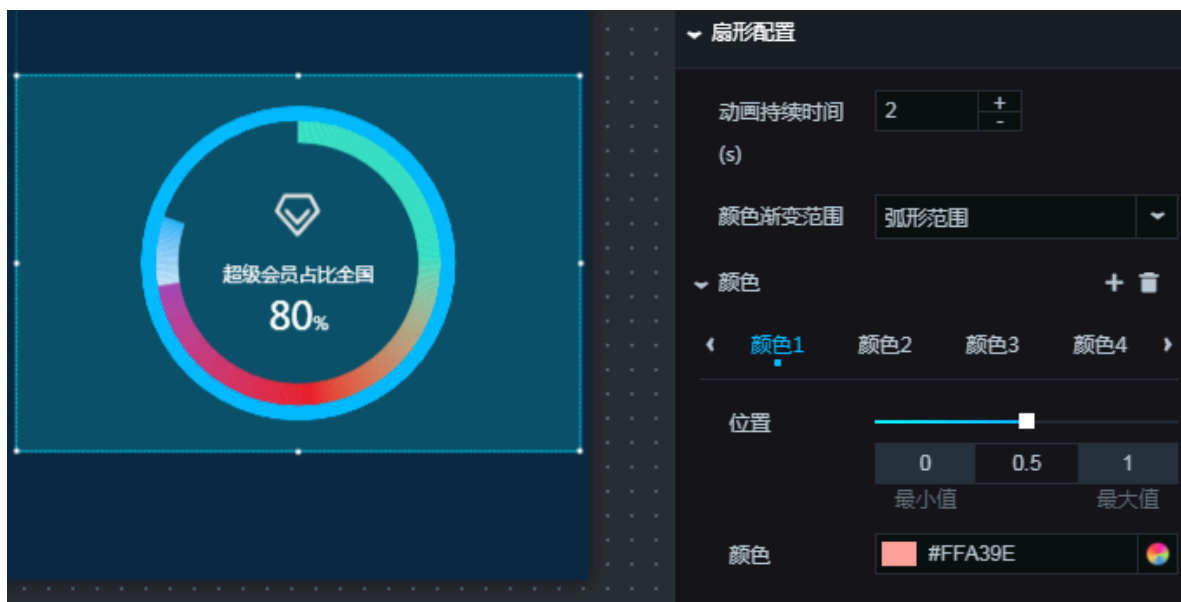 超级会员占比全国
80%
扇形配置
动画持续时间
(s)
2
+
-
颜色渐变范围
弧形范围
颜色
+
颜色1
颜色2
颜色3
颜色4
位置
0
0.5
1
最小值
最大值
颜色
#FFA39E